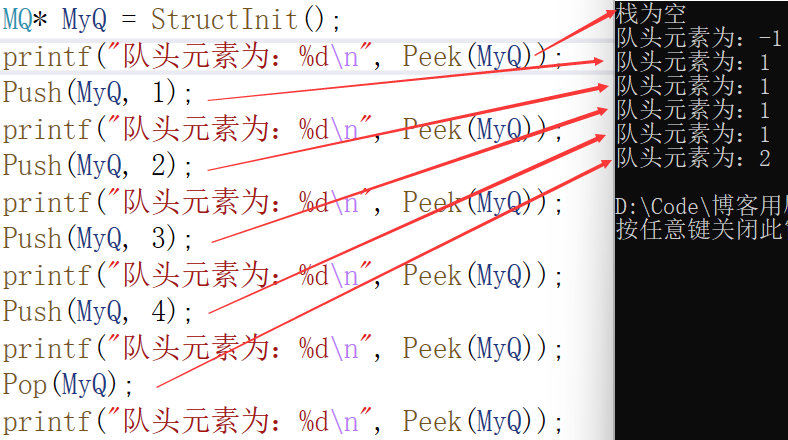 MQ* MyQ = StructInit();
printf("队头元素为：%d\n", Peek(MyQ));
Push(MyQ, 1);
printf("队头元素为：%d\n", Peek(MyQ));
Push(MyQ, 2);
printf("队头元素为：%d\n", Peek(MyQ));
Push(MyQ, 3);
printf("队头元素为：%d\n", Peek(MyQ));
Push(MyQ, 4);
printf("队头元素为：%d\n", Peek(MyQ));
Pop(MyQ);
printf("队头元素为：%d\n", Peek(MyQ));
栈为空
队头元素为：-1
队头元素为：1
队头元素为：1
队头元素为：1
队头元素为：1
队头元素为：2
D:\Code\博客用
按任意键关闭此